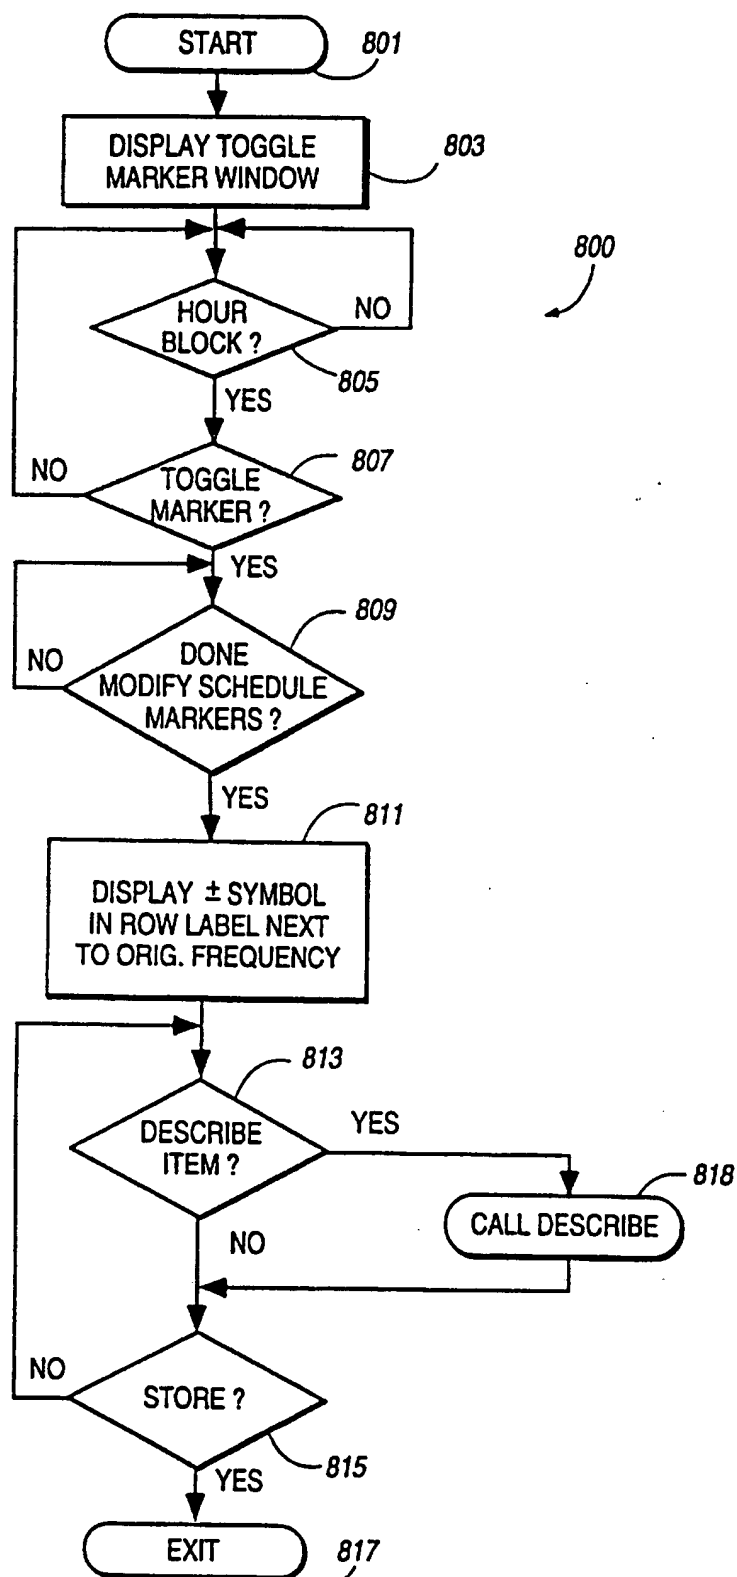 START
801
DISPLAY TOGGLE
MARKER WINDOW
803
800
HOUR
BLOCK ?
NO
805
YES
807
NO
TOGGLE
MARKER ?
YES
809
NO
DONE
MODIFY SCHEDULE
MARKERS ?
YES
811
DISPLAY ± SYMBOL
IN ROW LABEL NEXT
TO ORIG. FREQUENCY
813
DESCRIBE
ITEM ?
YES
818
CALL DESCRIBE
NO
NO
STORE ?
815
YES
EXIT
817